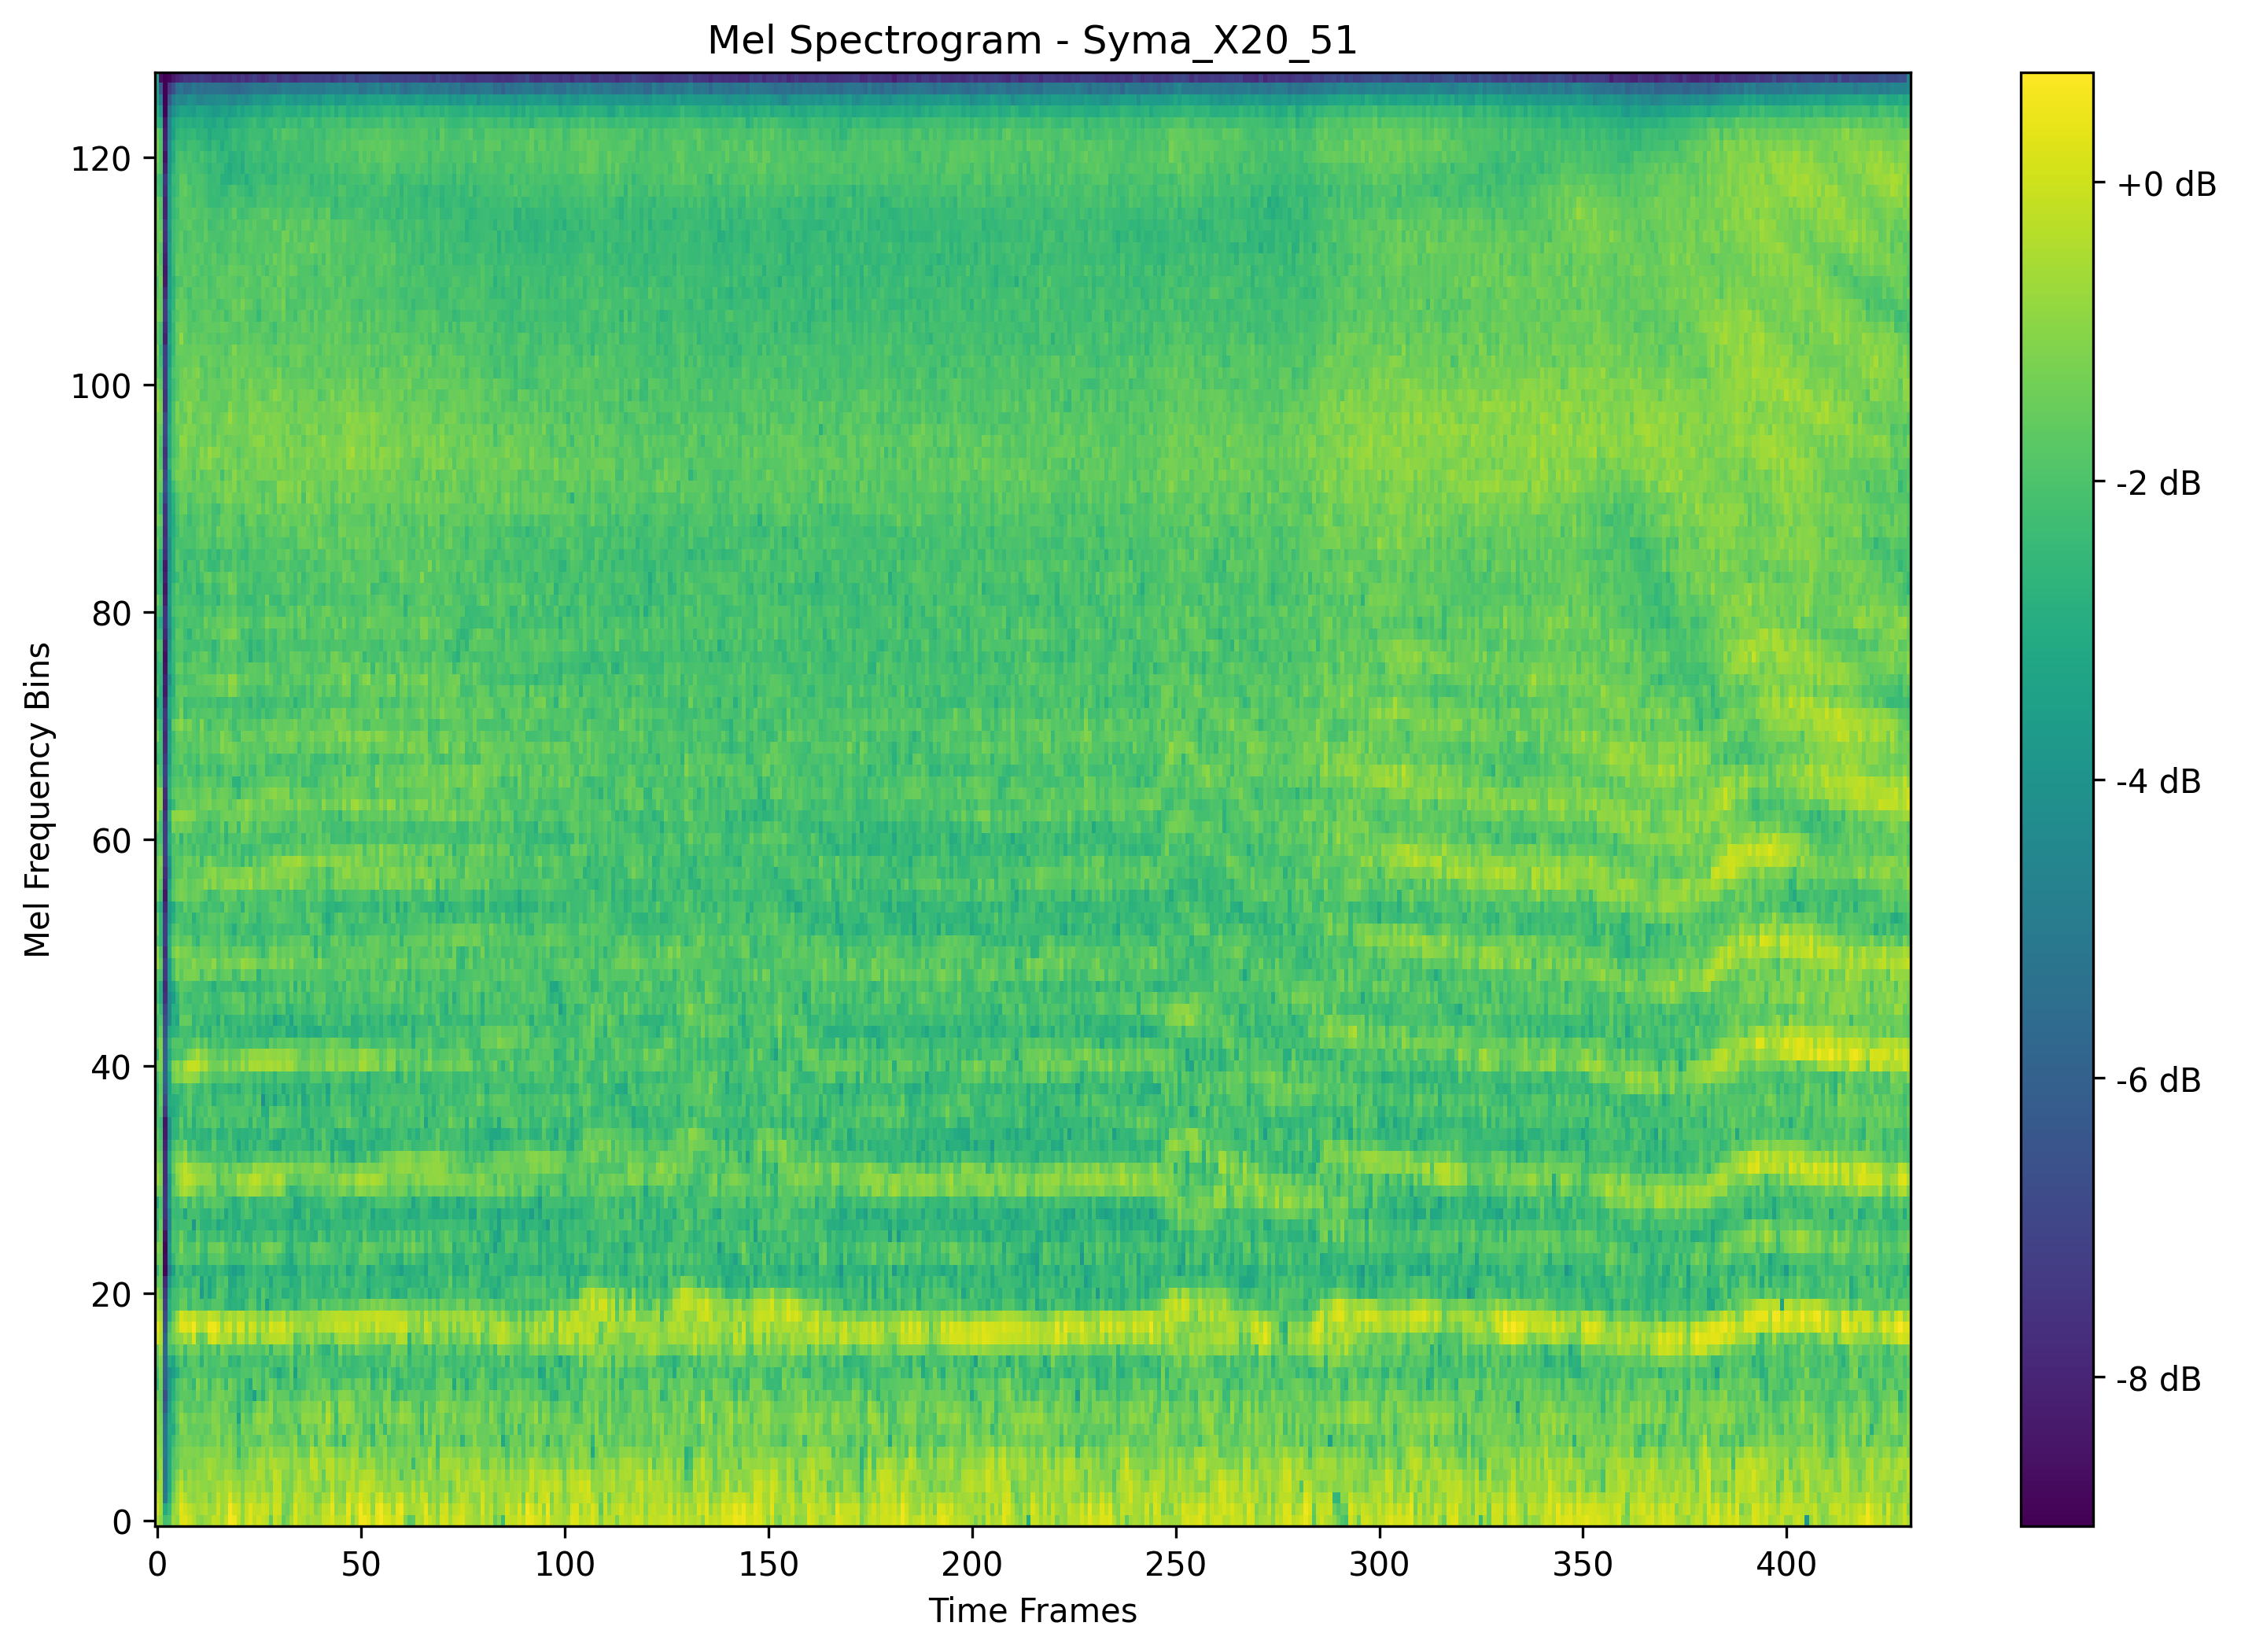 Mel Spectrogram - Syma_X20_51
Mel Frequency Bins
120
100
80
60
40
20
0
0 50 100 150 200 250 300 350 400
Time Frames
+0 dB
-2 dB
-4 dB
-6 dB
-8 dB